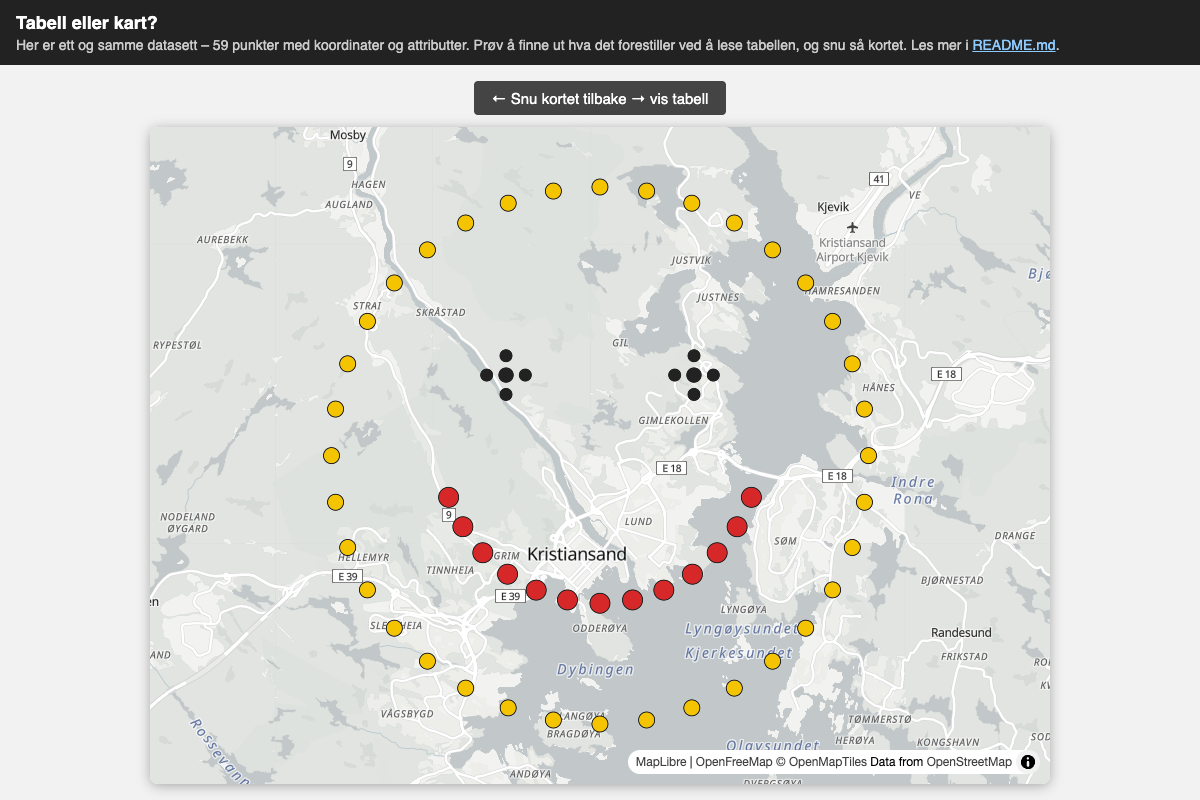 Tabell eller kart?
Her er ett og samme datasett – 59 punkter med koordinater og attributter. Prøv å finne ut hva det forestiller ved å lese tabellen, og snu så kortet. Les mer i README.md.
← Snu kortet tilbake → vis tabell
Mosby
9
41
HAGEN
VE
AUGLAND
Kjevik
AUREBEKK
Kristiansand
Airport Kjevik
JUSTVIK
HAMRESANDEN
JUSTNES
STRAI
SKRÅSTAD
RYPESTØL
GIL
E 18
HÅNES
GIMLEKOLLEN
E 18
E 18
Indre
Rona
9
NODELAND
ØYGARD
LUND
DRANGE
SØM
HELLEMYR
GRIM
Kristiansand
TINNHEIA
E 39
BJØRNESTAD
E 39
LYNGØYA
ODDERØYA
Lyngøysundet
Randesund
Kjerkesundet
FRIKSTAD
Dybingen
VÅGSBYGD
LANGØYA
TØMMERSTØ
BRAGDØYA
HERØYA
KONGSHAVN
Olavsundet
Rossevann
ANDØYA
MapLibre | OpenFreeMap © OpenMapTiles Data from OpenStreetMap